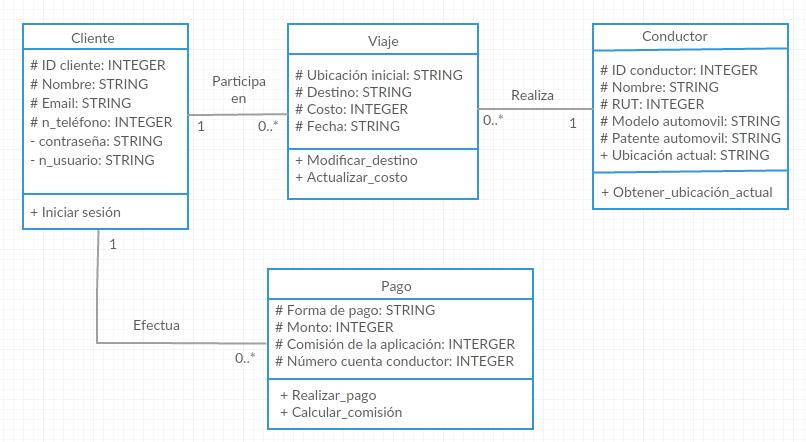 Cliente
# ID cliente: INTEGER
# Nombre: STRING
# Email: STRING
# n_teléfono: INTEGER
- contraseña: STRING
- n_usuario: STRING
+ Iniciar sesión
Participa
en
1
0..*
Viaje
# Ubicación inicial: STRING
# Destino: STRING
# Costo: INTEGER
# Fecha: STRING
+ Modificar_destino
+ Actualizar_costo
Realiza
0..*
1
Conductor
# ID conductor: INTEGER
# Nombre: STRING
# RUT: INTEGER
# Modelo automovil: STRING
# Patente automovil: STRING
+ Ubicación actual: STRING
+ Obtener_ubicación_actual
1
Efectua
0..*
Pago
# Forma de pago: STRING
# Monto: INTEGER
# Comisión de la aplicación: INTERGER
# Número cuenta conductor: INTEGER
+ Realizar_pago
+ Calcular_comisión